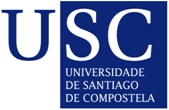 USC
UNIVERSIDADE
DE SANTIAGO
DE COMPOSTELA